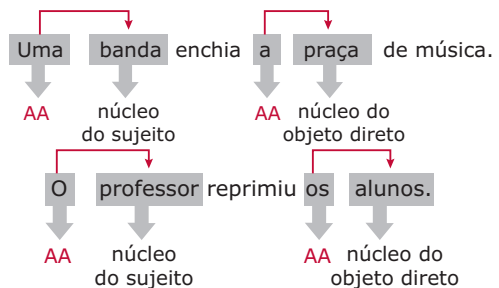 Uma banda enchia a praça de música.
AA núcleo do sujeito AA núcleo do objeto direto
O professor reprimiu os alunos.
AA núcleo do sujeito AA núcleo do objeto direto